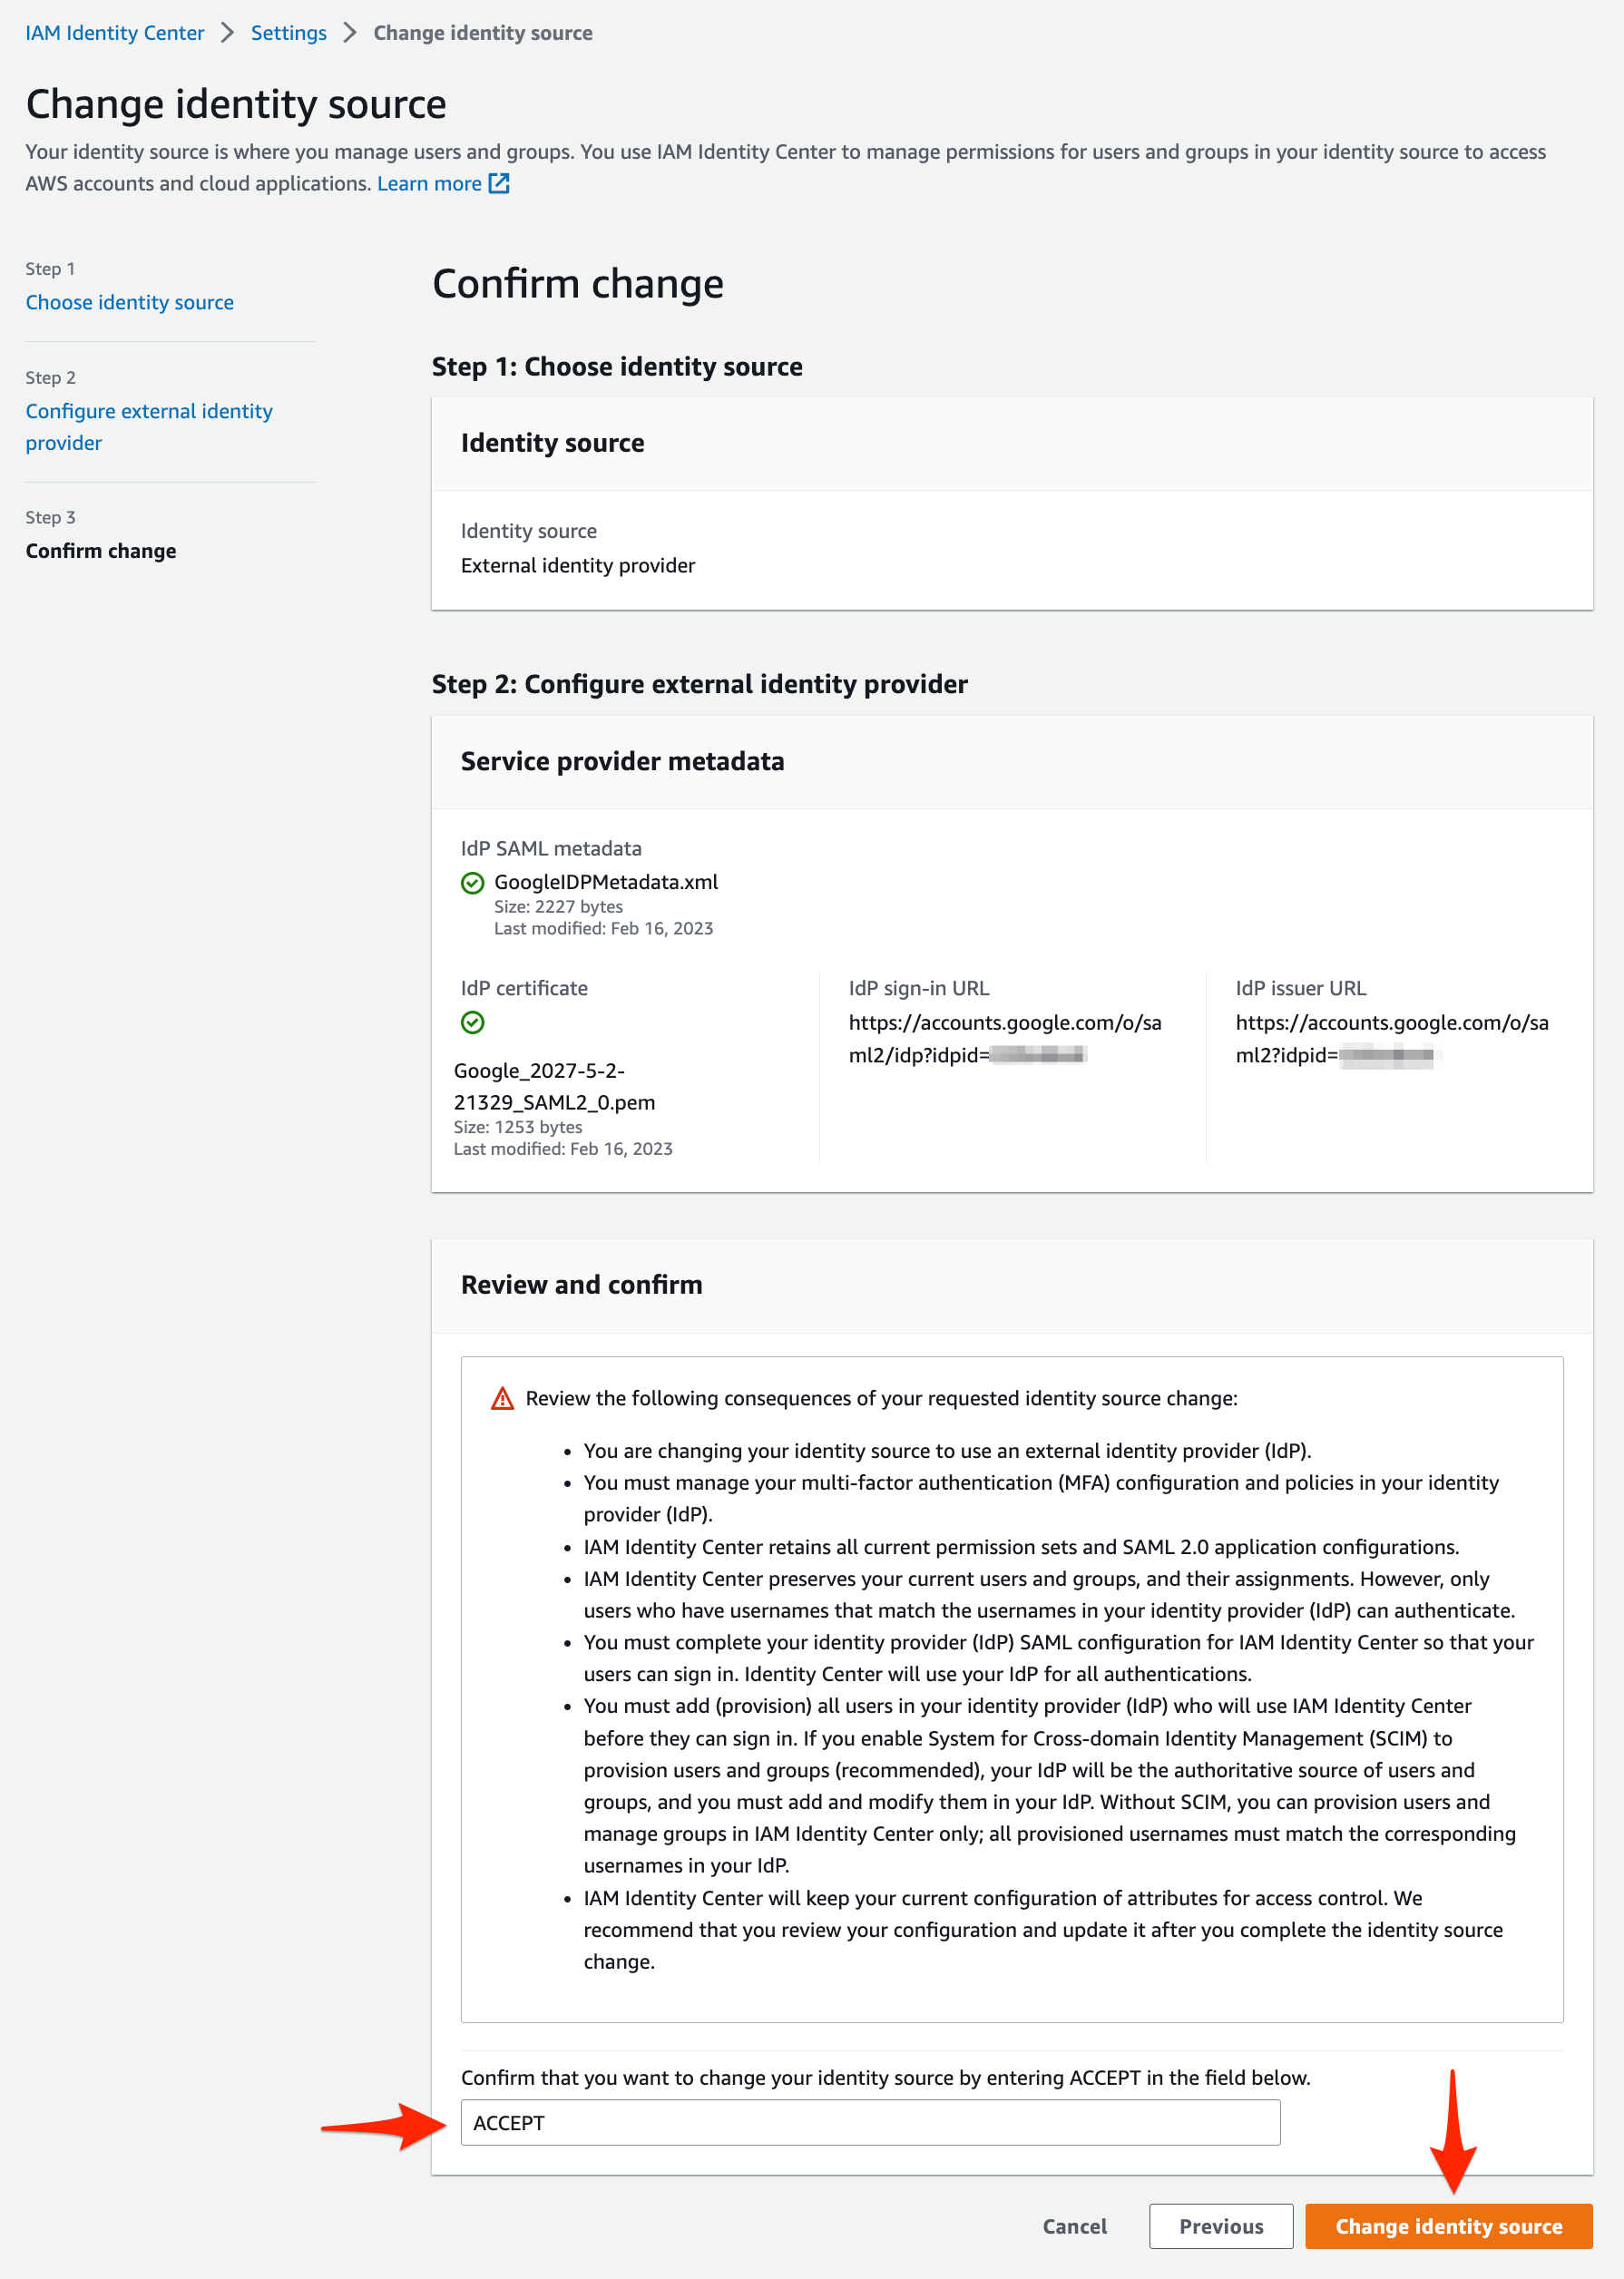 IAM Identity Center > Settings > Change identity source
Change identity source
Your identity source is where you manage users and groups. You use IAM Identity Center to manage permissions for users and groups in your identity source to access
AWS accounts and cloud applications. Learn more
Step 1
Choose identity source
Step 2
Configure external identity
provider
Step 3
Confirm change
Confirm change
Step 1: Choose identity source
Identity source
Identity source
External identity provider
Step 2: Configure external identity provider
Service provider metadata
IdP SAML metadata
GoogleIDPMetadata.xml
Size: 2227 bytes
Last modified: Feb 16, 2023
IdP certificate
Google_2027-5-2-
21329_SAML2_0.pem
Size: 1253 bytes
Last modified: Feb 16, 2023
IdP sign-in URL
https://accounts.google.com/o/sa
ml2/idp?idpid=
IdP issuer URL
https://accounts.google.com/o/sa
ml2?idpid=
Review and confirm
Review the following consequences of your requested identity source change:
• You are changing your identity source to use an external identity provider (IdP).
• You must manage your multi-factor authentication (MFA) configuration and policies in your identity
provider (IdP).
• IAM Identity Center retains all current permission sets and SAML 2.0 application configurations.
• IAM Identity Center preserves your current users and groups, and their assignments. However, only
users who have usernames that match the usernames in your identity provider (IdP) can authenticate.
• You must complete your identity provider (IdP) SAML configuration for IAM Identity Center so that your
users can sign in. Identity Center will use your IdP for all authentications.
• You must add (provision) all users in your identity provider (IdP) who will use IAM Identity Center
before they can sign in. If you enable System for Cross-domain Identity Management (SCIM) to
provision users and groups (recommended), your IdP will be the authoritative source of users and
groups, and you must add and modify them in your IdP. Without SCIM, you can provision users and
manage groups in IAM Identity Center only; all provisioned usernames must match the corresponding
usernames in your IdP.
• IAM Identity Center will keep your current configuration of attributes for access control. We
recommend that you review your configuration and update it after you complete the identity source
change.
Confirm that you want to change your identity source by entering ACCEPT in the field below.
ACCEPT
Cancel
Previous
Change identity source